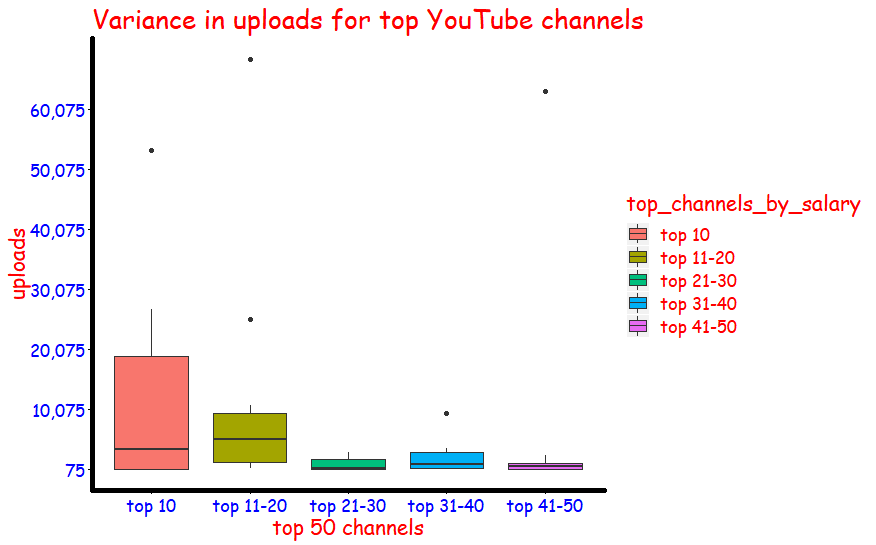 Variance in uploads for top YouTube channels
60,075
50,075
40,075
30,075
20,075
10,075
75
uploads
top 10
top 11-20
top 21-30
top 31-40
top 41-50
top 50 channels
top_channels_by_salary
top 10
top 11-20
top 21-30
top 31-40
top 41-50